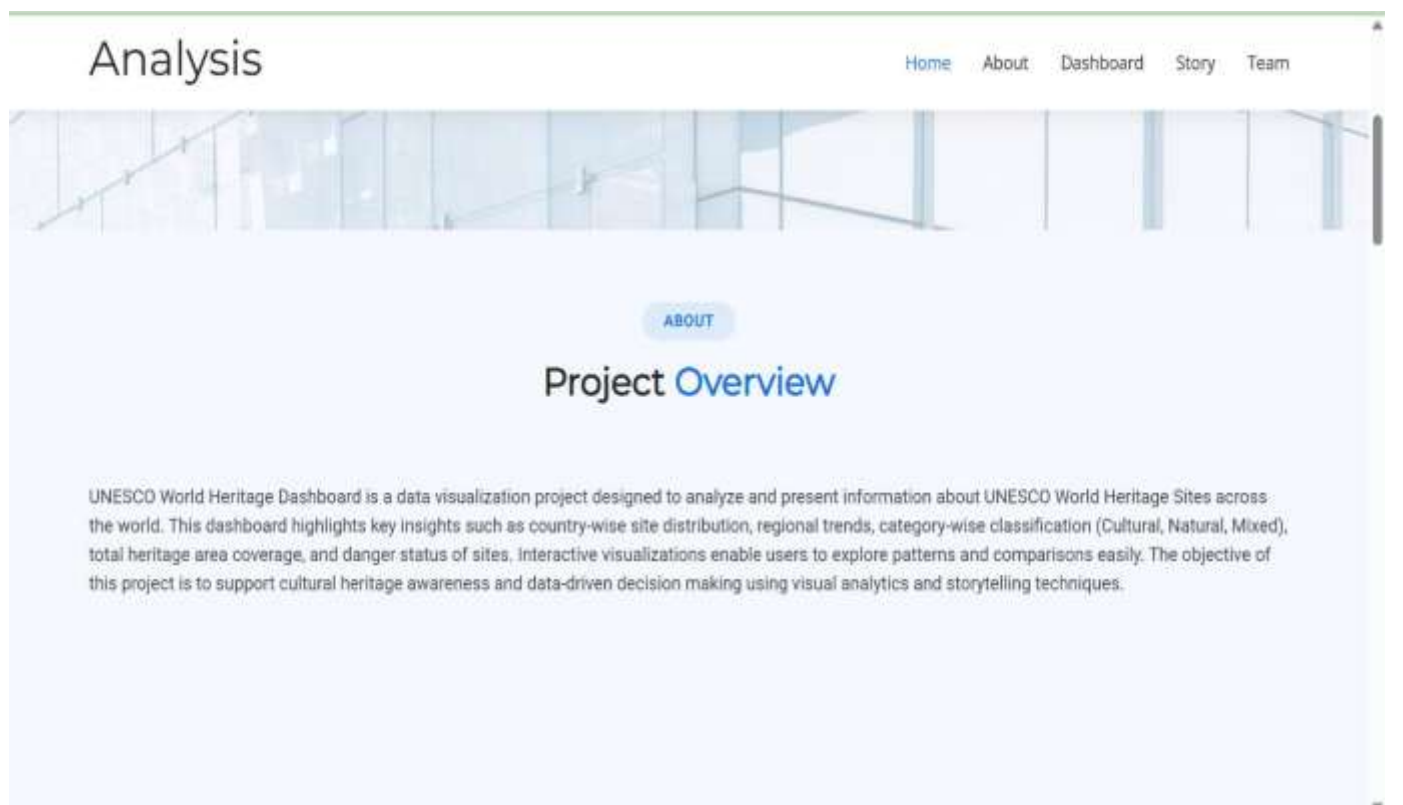 Analysis
Home About Dashboard Story Team
ABOUT
Project Overview
UNESCO World Heritage Dashboard is a data visualization project designed to analyze and present information about UNESCO World Heritage Sites across
the world. This dashboard highlights key insights such as country-wise site distribution, regional trends, category-wise classification (Cultural, Natural, Mixed),
total heritage area coverage, and danger status of sites. Interactive visualizations enable users to explore patterns and comparisons easily. The objective of
this project is to support cultural heritage awareness and data-driven decision making using visual analytics and storytelling techniques.